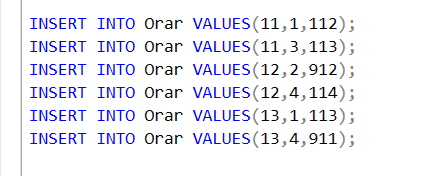 INSERT INTO Orar VALUES(11,1,112);
INSERT INTO Orar VALUES(11,3,113);
INSERT INTO Orar VALUES(12,2,912);
INSERT INTO Orar VALUES(12,4,114);
INSERT INTO Orar VALUES(13,1,113);
INSERT INTO Orar VALUES(13,4,911);